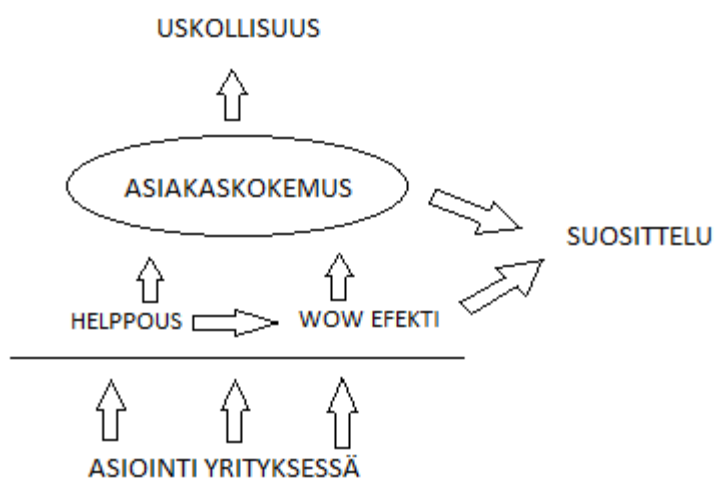 USKOLLISUUS
ASIAKASKOKEMUS
SUOSITTELU
HELPPOUS
WOW EFEKTI
ASIOINTI YRITYKSESSÄ